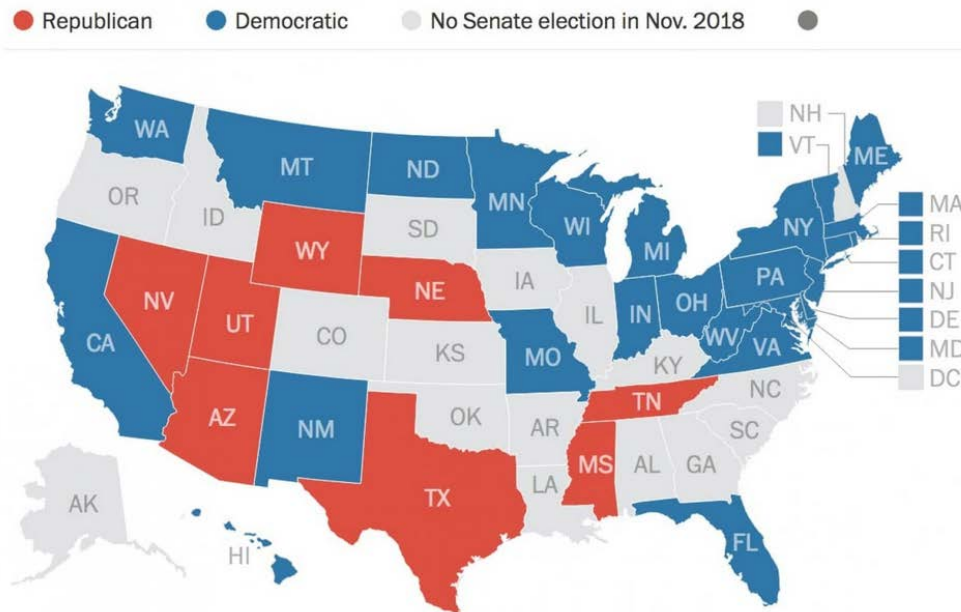 Republican Democratic No Senate election in Nov. 2018
NH
WA
VT
ME
MT
ND
OR
MN
MA
ID
SD
WI
NY
RI
WY
MI
CT
NE
IA
PA
NJ
NV
IL
IN
OH
DE
UT
CO
WV
MD
CA
KS
MO
VA
DC
KY
NC
TN
AZ
OK
AR
SC
NM
MS
AL
GA
TX
LA
AK
HI
FL